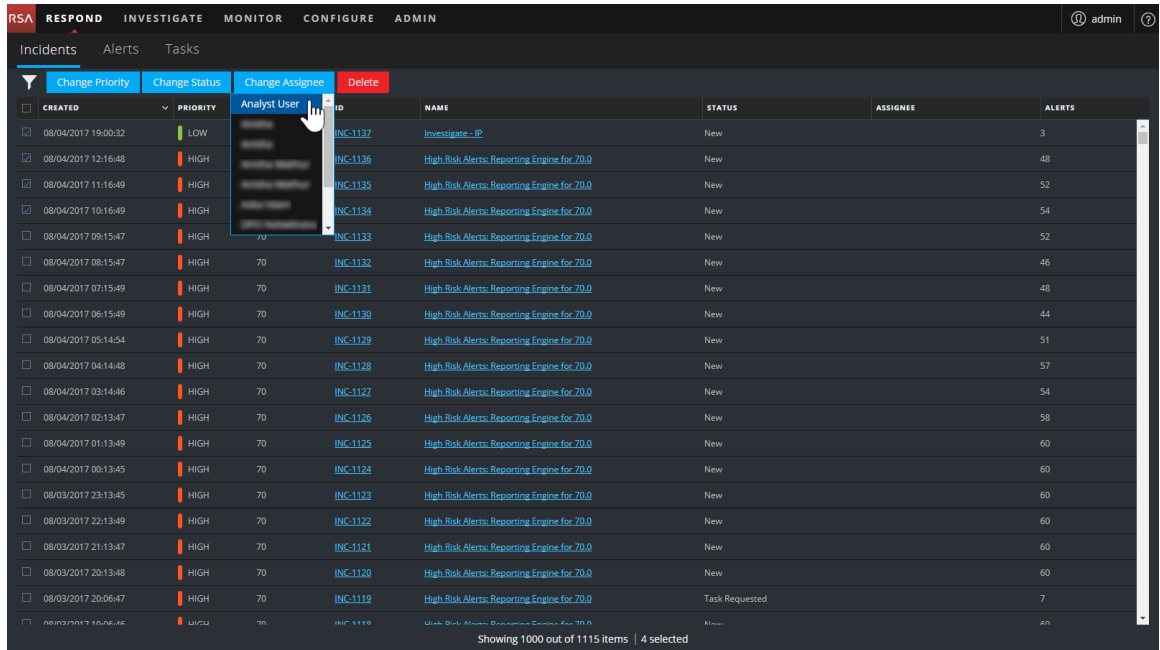 RSA RESPOND INVESTIGATE MONITOR CONFIGURE ADMIN admin ?
Incidents Alerts Tasks
Change Priority Change Status Change Assignee Delete
CREATED PRIORITY ID NAME STATUS ASSIGNEE ALERTS
Analyst User
08/04/2017 19:00:32 LOW INC-1137 Investigate - IP New 3
08/04/2017 12:16:48 HIGH INC-1136 High Risk Alerts: Reporting Engine for 70.0 New 48
08/04/2017 11:16:49 HIGH INC-1135 High Risk Alerts: Reporting Engine for 70.0 New 52
08/04/2017 10:16:49 HIGH INC-1134 High Risk Alerts: Reporting Engine for 70.0 New 54
08/04/2017 09:15:47 HIGH 70 INC-1133 High Risk Alerts: Reporting Engine for 70.0 New 52
08/04/2017 08:15:47 HIGH 70 INC-1132 High Risk Alerts: Reporting Engine for 70.0 New 46
08/04/2017 07:15:49 HIGH 70 INC-1131 High Risk Alerts: Reporting Engine for 70.0 New 48
08/04/2017 06:15:49 HIGH 70 INC-1130 High Risk Alerts: Reporting Engine for 70.0 New 44
08/04/2017 05:14:54 HIGH 70 INC-1129 High Risk Alerts: Reporting Engine for 70.0 New 51
08/04/2017 04:14:48 HIGH 70 INC-1128 High Risk Alerts: Reporting Engine for 70.0 New 57
08/04/2017 03:14:46 HIGH 70 INC-1127 High Risk Alerts: Reporting Engine for 70.0 New 54
08/04/2017 02:13:47 HIGH 70 INC-1126 High Risk Alerts: Reporting Engine for 70.0 New 58
08/04/2017 01:13:49 HIGH 70 INC-1125 High Risk Alerts: Reporting Engine for 70.0 New 60
08/04/2017 00:13:45 HIGH 70 INC-1124 High Risk Alerts: Reporting Engine for 70.0 New 60
08/03/2017 23:13:45 HIGH 70 INC-1123 High Risk Alerts: Reporting Engine for 70.0 New 60
08/03/2017 22:13:49 HIGH 70 INC-1122 High Risk Alerts: Reporting Engine for 70.0 New 60
08/03/2017 21:13:47 HIGH 70 INC-1121 High Risk Alerts: Reporting Engine for 70.0 New 60
08/03/2017 20:13:48 HIGH 70 INC-1120 High Risk Alerts: Reporting Engine for 70.0 New 60
08/03/2017 20:06:47 HIGH 70 INC-1119 High Risk Alerts: Reporting Engine for 70.0 Task Requested 7
08/03/2017 19:06:46 HIGH 70 INC-1118 High Risk Alerts: Reporting Engine for 70.0 New 60
Showing 1000 out of 1115 items | 4 selected